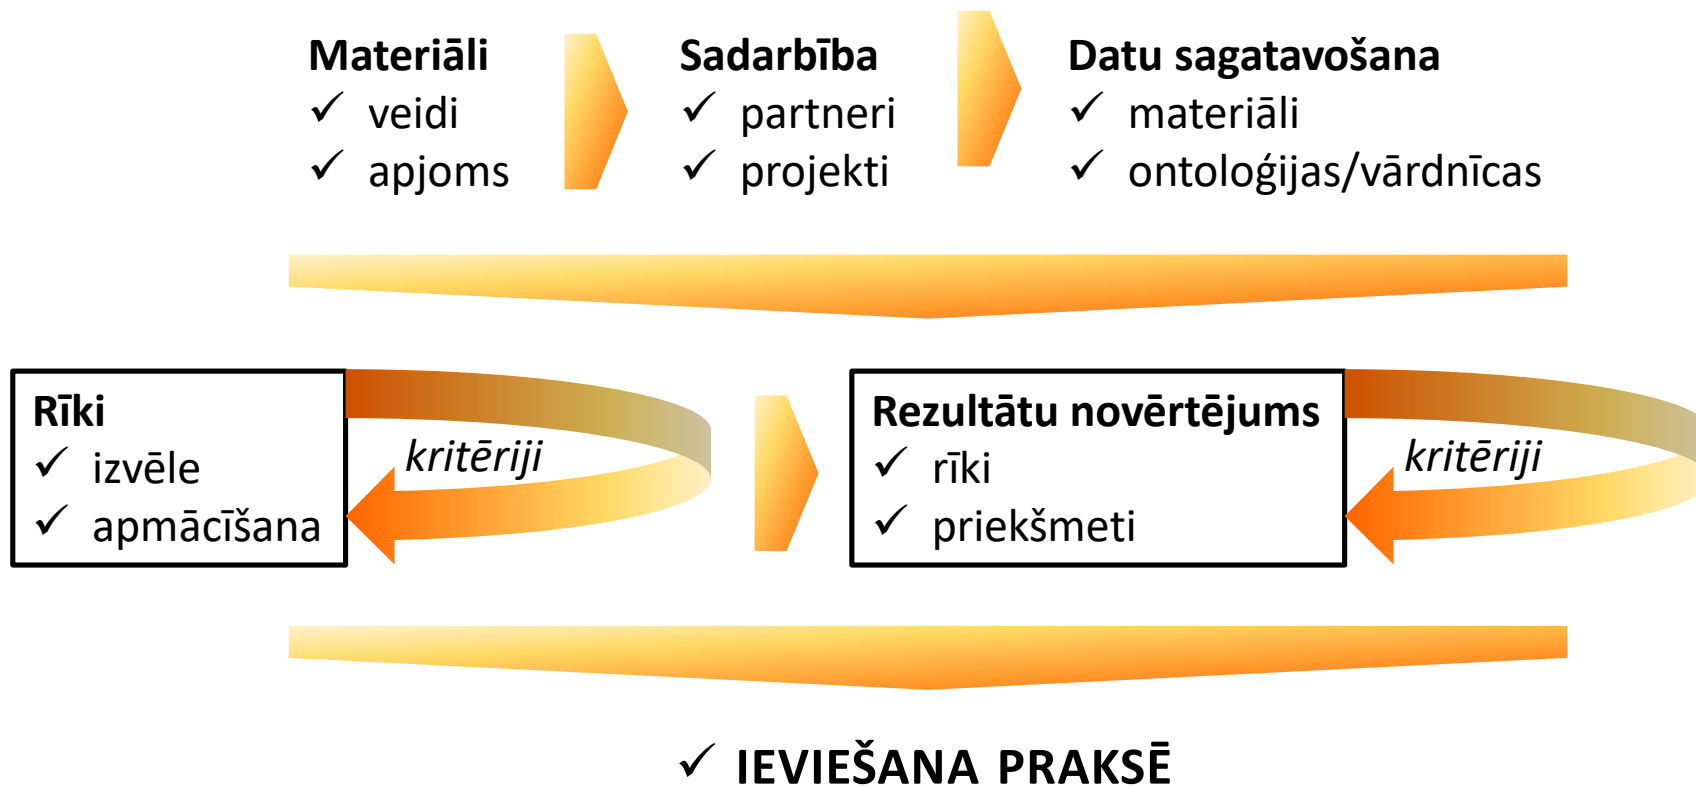 Materiāli
✓ veidi
✓ apjoms
Sadarbība
✓ partneri
✓ projekti
Datu sagatavošana
✓ materiāli
✓ ontoloģijas/vārdnīcas
Rīki
✓ izvēle
✓ apmācīšana
kritēriji
Rezultātu novērtējums
✓ rīki
✓ priekšmeti
kritēriji
✓ IEVIEŠANA PRAKSĒ